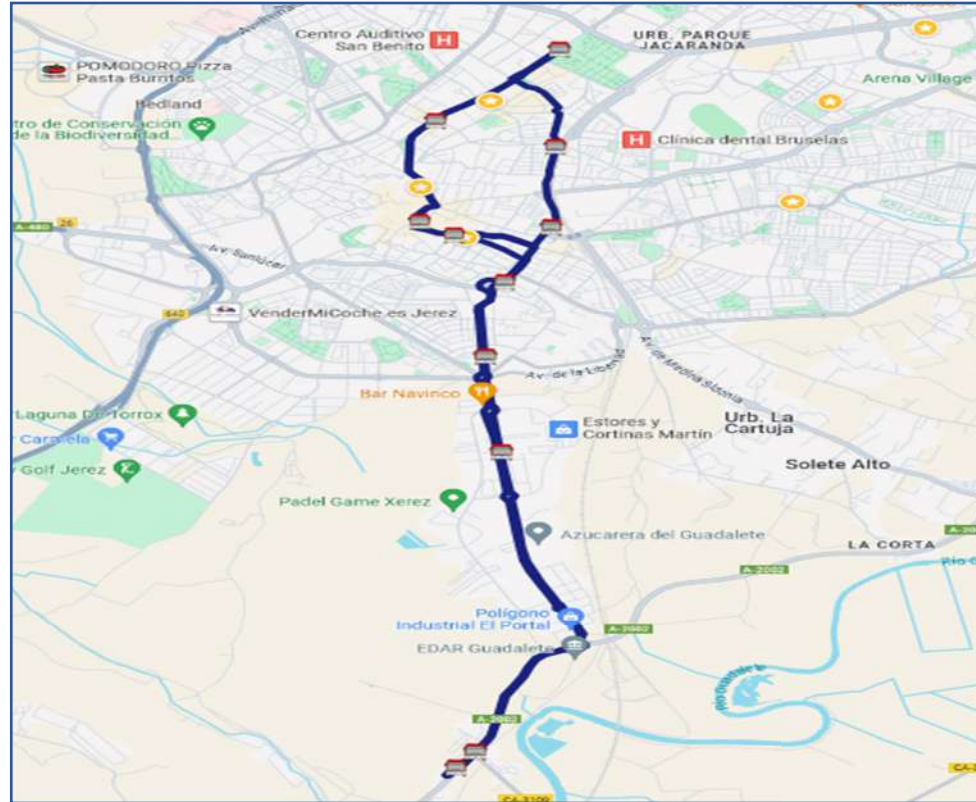 Centro Auditivo
San Benito
H
URB. PARQUE
JACARANDA
POMODORO Pizza
Pasta Burritos
Arena Village
Redland
tro de Conservación
de la Biodiversidad...
H
Clínica dental Bruselas
A-480
26
Av. Sanlúcar
640
VenderMiCoche.es Jerez
Av. de la Libertad
Av. de Medina Sidonia
Bar Navinco
Laguna De Torrox
Estores y
Cortinas Martín
Urb. La
Cartuja
Golf Jerez
Solete Alto
Padel Game Xerez
Azucarera del Guadalete
LA CORTA
A-2002
Polígono
Industrial El Portal
A-2002
EDAR Guadalete
A-2002
CA-3109